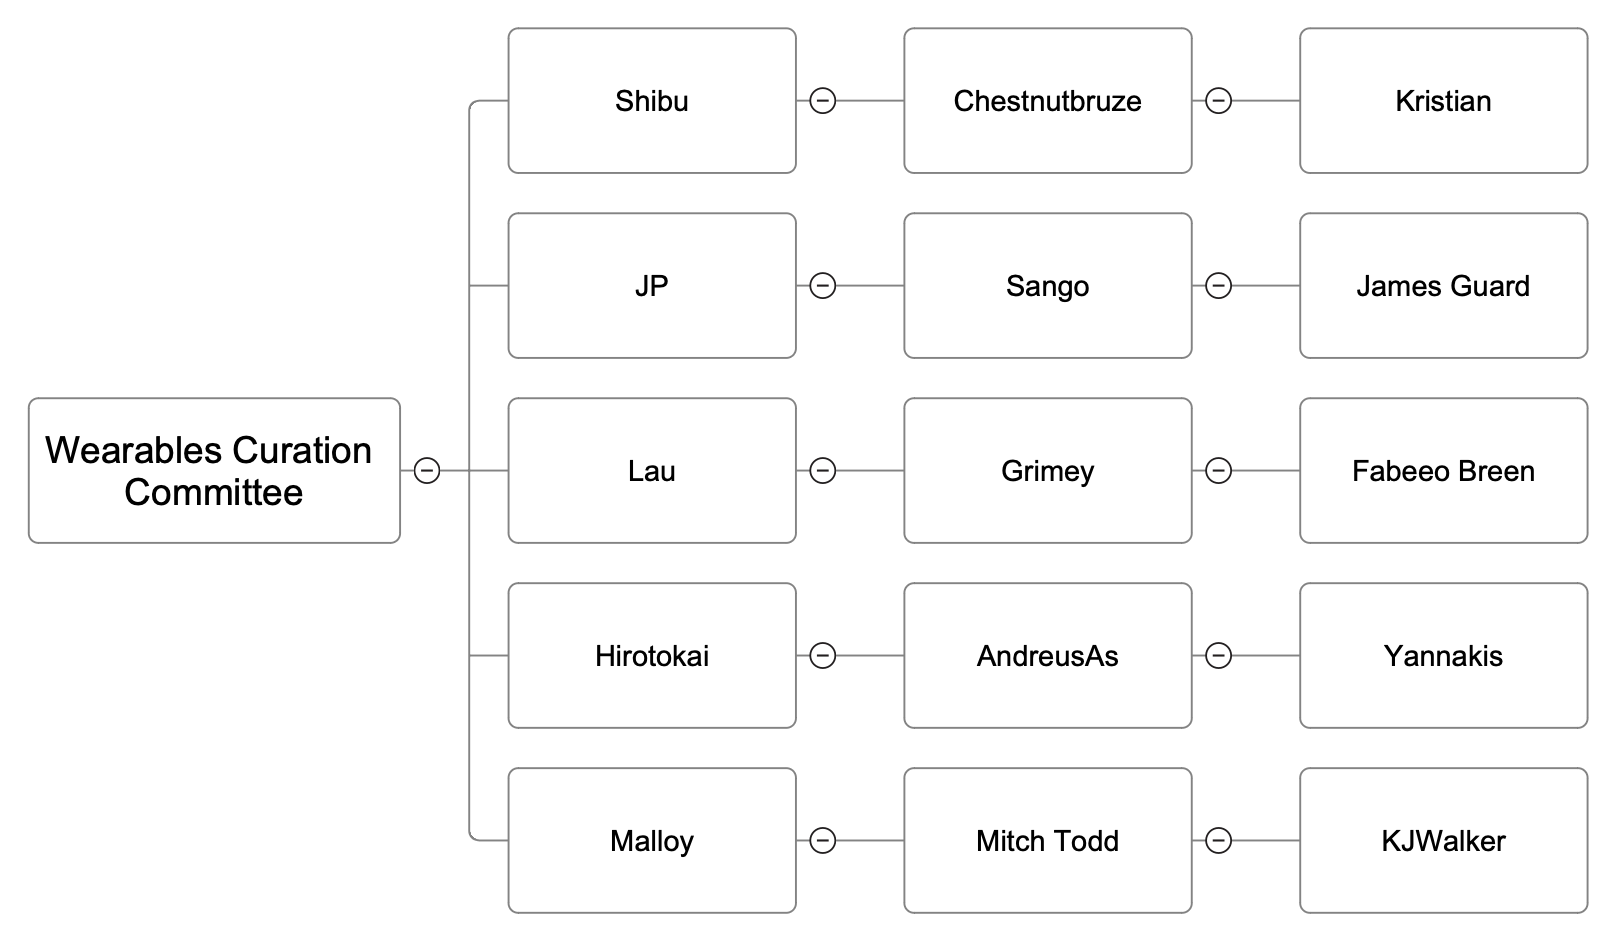 Shibu
Chestnutbruze
Kristian
JP
Sango
James Guard
Wearables Curation
Committee
Lau
Grimey
Fabeeo Breen
Hirotokai
AndreusAs
Yannakis
Malloy
Mitch Todd
KJWalker